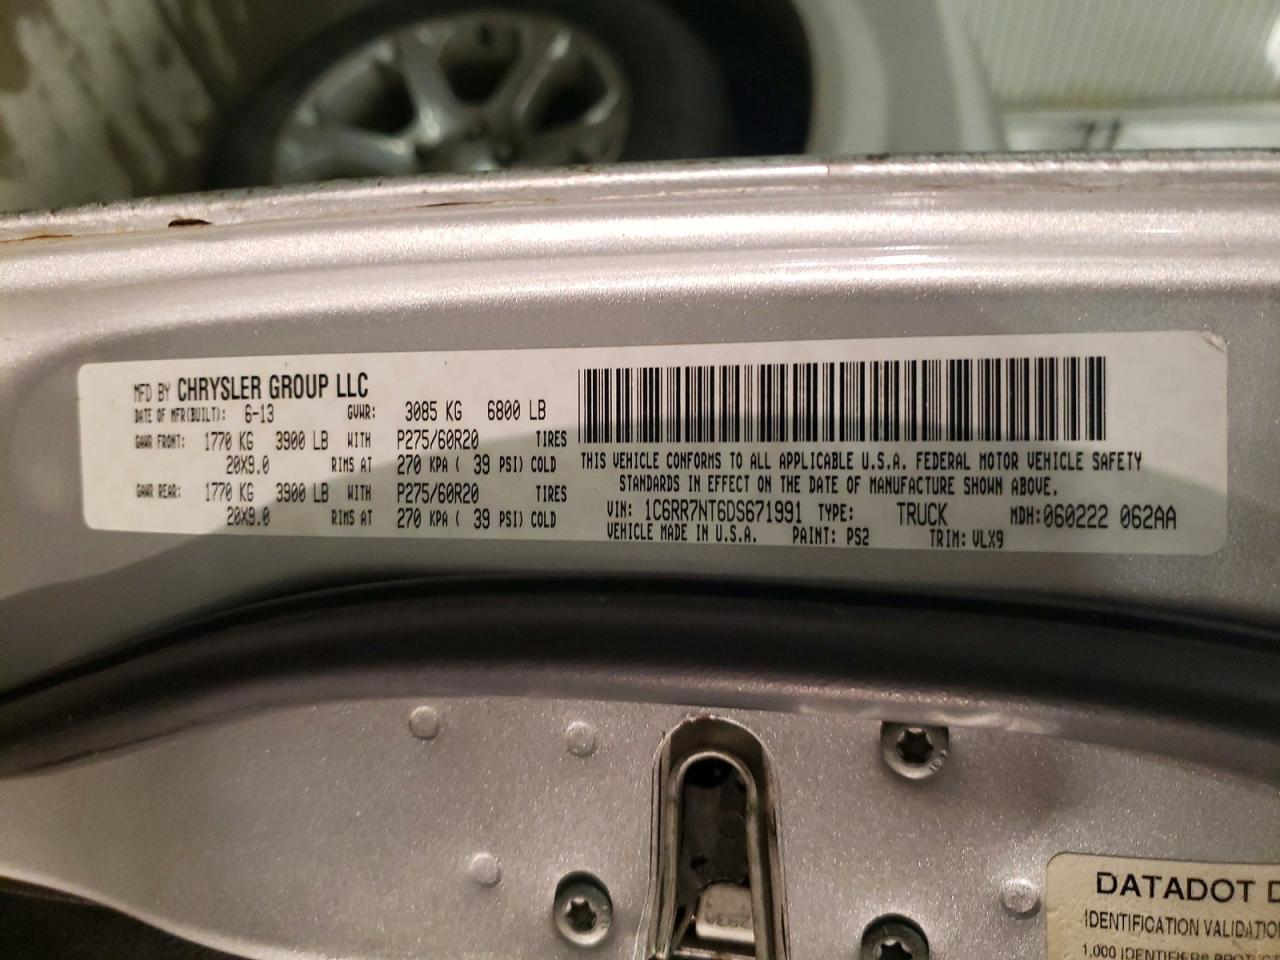 MFD BY CHRYSLER GROUP LLC
DATE OF MFR(BUILT): 6-13 GVWR: 3085 KG 6800 LB
GAWR FRONT: 1770 KG 3900 LB WITH P275/60R20 TIRES
20X9.0 RIMS AT 270 KPA ( 39 PSI) COLD
GAWR REAR: 1770 KG 3900 LB WITH P275/60R20 TIRES
20X9.0 RIMS AT 270 KPA ( 39 PSI) COLD
THIS VEHICLE CONFORMS TO ALL APPLICABLE U.S.A. FEDERAL MOTOR VEHICLE SAFETY
STANDARDS IN EFFECT ON THE DATE OF MANUFACTURE SHOWN ABOVE.
VIN: 1C6RR7NT6DS671991 TYPE: TRUCK MDH:060222 062AA
VEHICLE MADE IN U.S.A. PAINT: PS2 TRIM: VLX9
DATADOT D
IDENTIFICATION VALIDATION
1,000 IDENTIFIERS